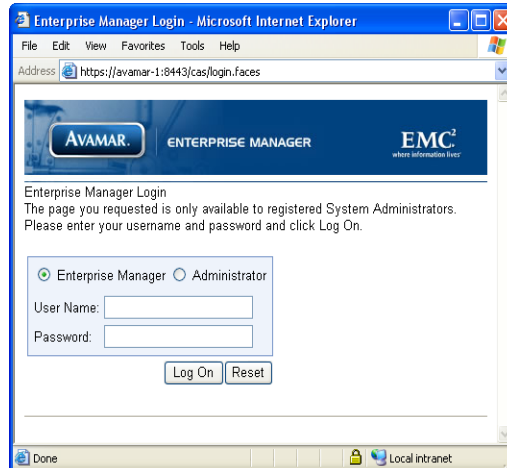 Enterprise Manager Login - Microsoft Internet Explorer
File Edit View Favorites Tools Help
Address https://avamar-1:8443/cas/login.faces
AVAMAR. ENTERPRISE MANAGER EMC²
where information lives®
Enterprise Manager Login
The page you requested is only available to registered System Administrators.
Please enter your username and password and click Log On.
Enterprise Manager Administrator
User Name:
Password:
Log On Reset
Done Local intranet